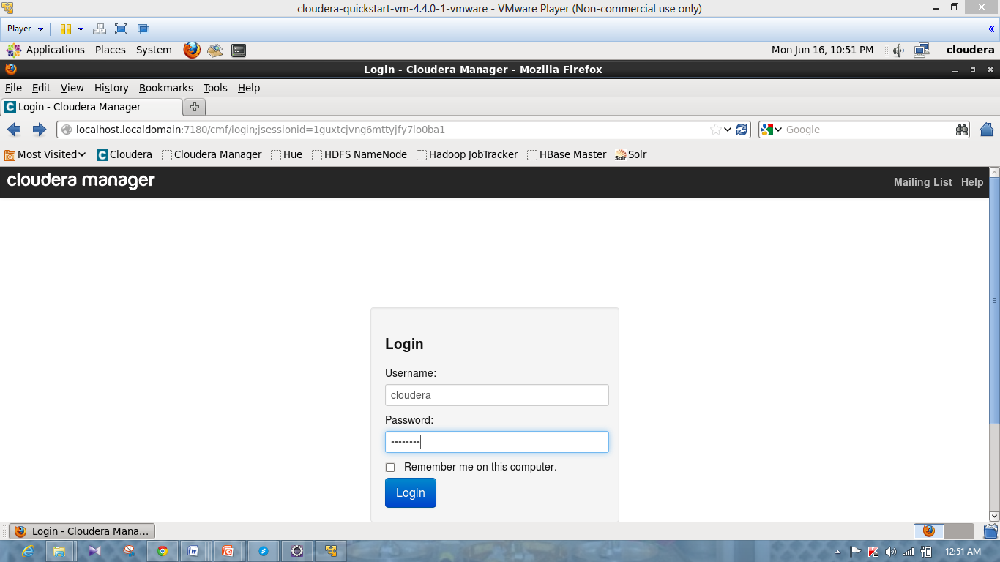 cloudera-quickstart-vm-4.4.0-1-vmware - VMware Player (Non-commercial use only)
Player
Applications Places System Mon Jun 16, 10:51 PM cloudera
Login - Cloudera Manager - Mozilla Firefox
File Edit View History Bookmarks Tools Help
Login - Cloudera Manager
localhost.localdomain:7180/cmf/login;jsessionid=1guxtcjvng6mttyjfy7lo0ba1 Google
Most Visited Cloudera Cloudera Manager Hue HDFS NameNode Hadoop JobTracker HBase Master Solr Solr
cloudera manager Mailing List Help
Login
Username:
cloudera
Password:
••••••••
Remember me on this computer.
Login
Login - Cloudera Mana...
12:51 AM